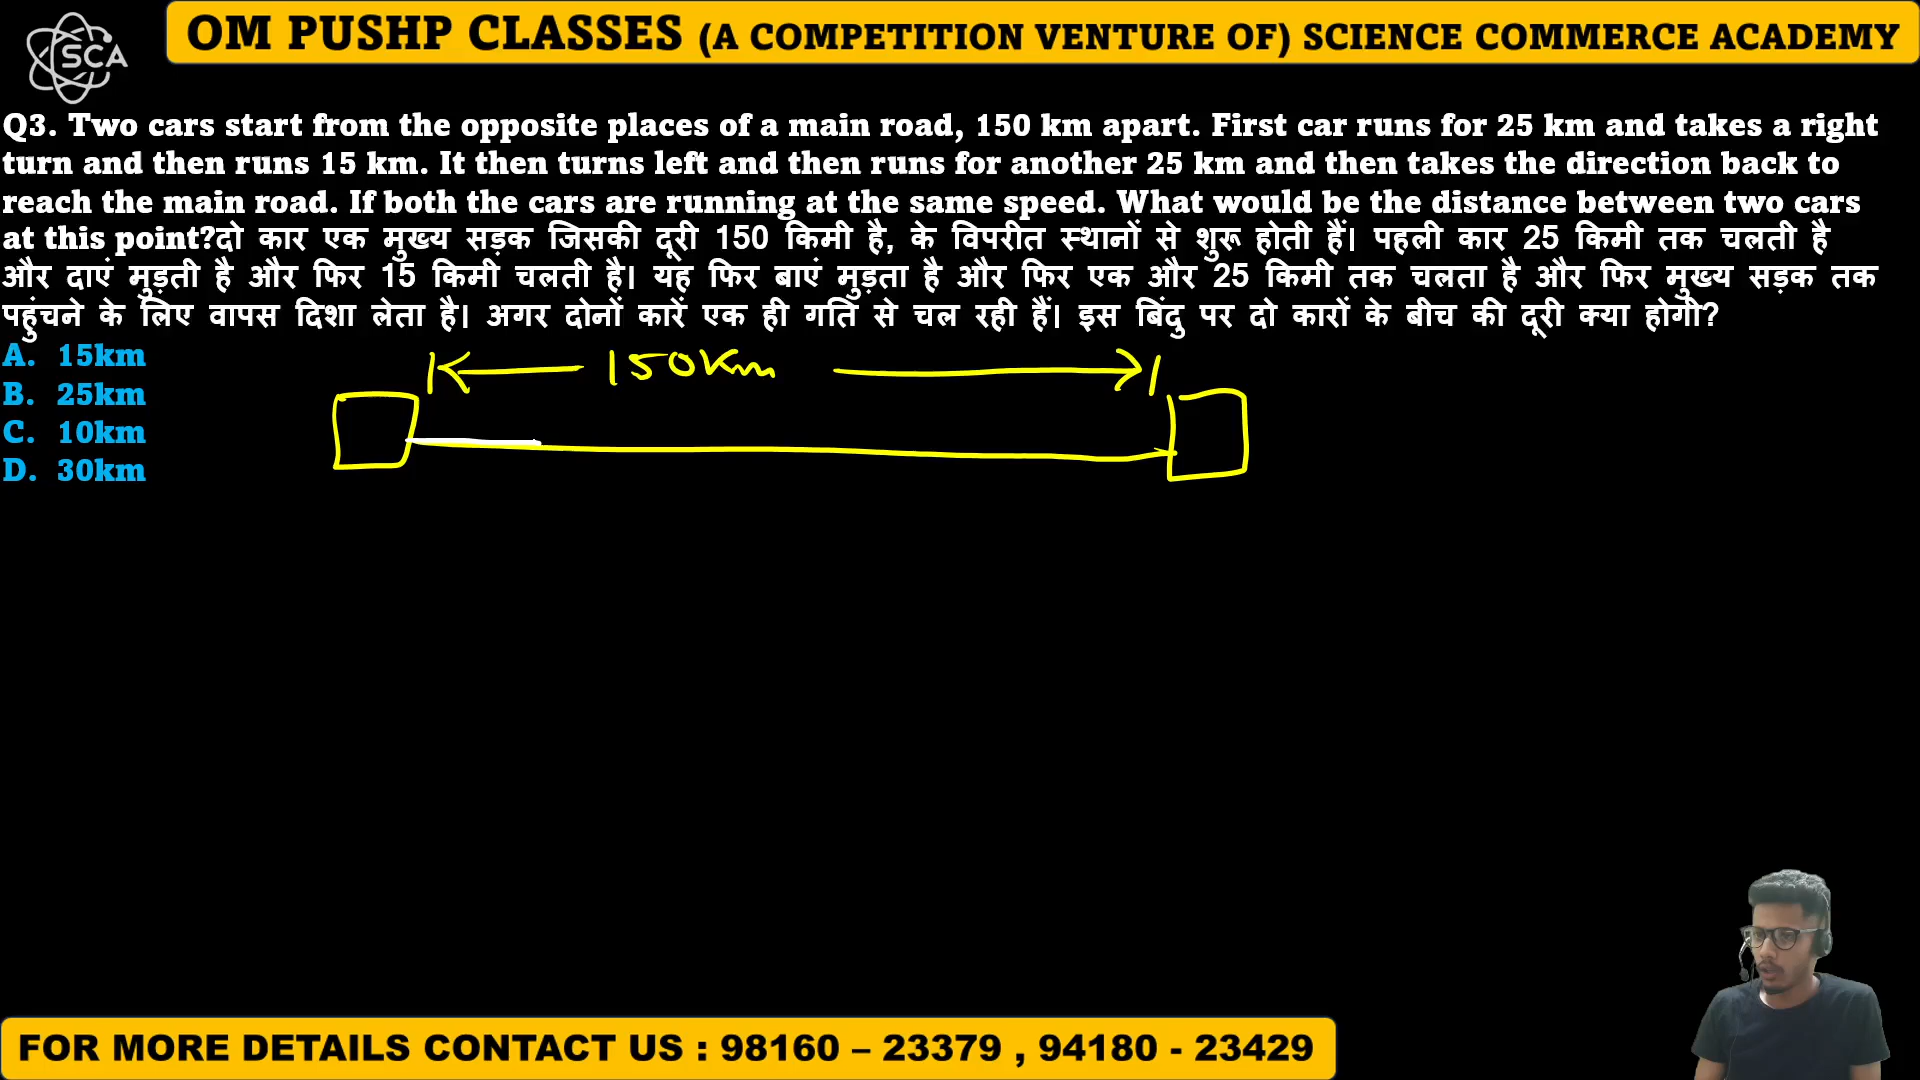 SCA
OM PUSHP CLASSES (A COMPETITION VENTURE OF) SCIENCE COMMERCE ACADEMY
Q3. Two cars start from the opposite places of a main road, 150 km apart. First car runs for 25 km and takes a right
turn and then runs 15 km. It then turns left and then runs for another 25 km and then takes the direction back to
reach the main road. If both the cars are running at the same speed. What would be the distance between two cars
at this point?दो कार एक मुख्य सड़क जिसकी दूरी 150 किमी है, के विपरीत स्थानों से शुरू होती हैं। पहली कार 25 किमी तक चलती है
और दाएं मुड़ती है और फिर 15 किमी चलती है। यह फिर बाएं मुड़ता है और फिर एक और 25 किमी तक चलता है और फिर मुख्य सड़क तक
पहुंचने के लिए वापस दिशा लेता है। अगर दोनों कारें एक ही गति से चल रही हैं। इस बिंदु पर दो कारों के बीच की दूरी क्या होगी?
A. 15km
B. 25km
C. 10km
D. 30km
150Km
FOR MORE DETAILS CONTACT US : 98160 – 23379 , 94180 - 23429